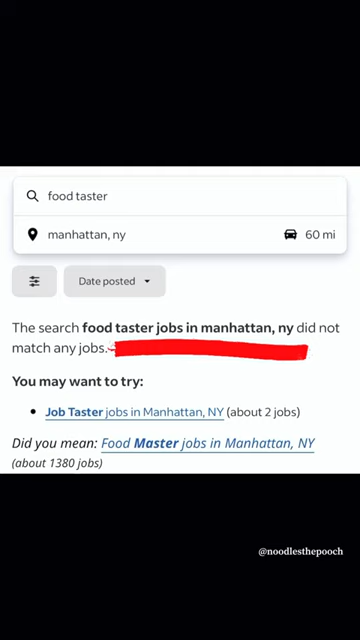 food taster
manhattan, ny 60 mi
Date posted
The search food taster jobs in manhattan, ny did not
match any jobs.
You may want to try:
• Job Taster jobs in Manhattan, NY (about 2 jobs)
Did you mean: Food Master jobs in Manhattan, NY
(about 1380 jobs)
@noodlesthepooch